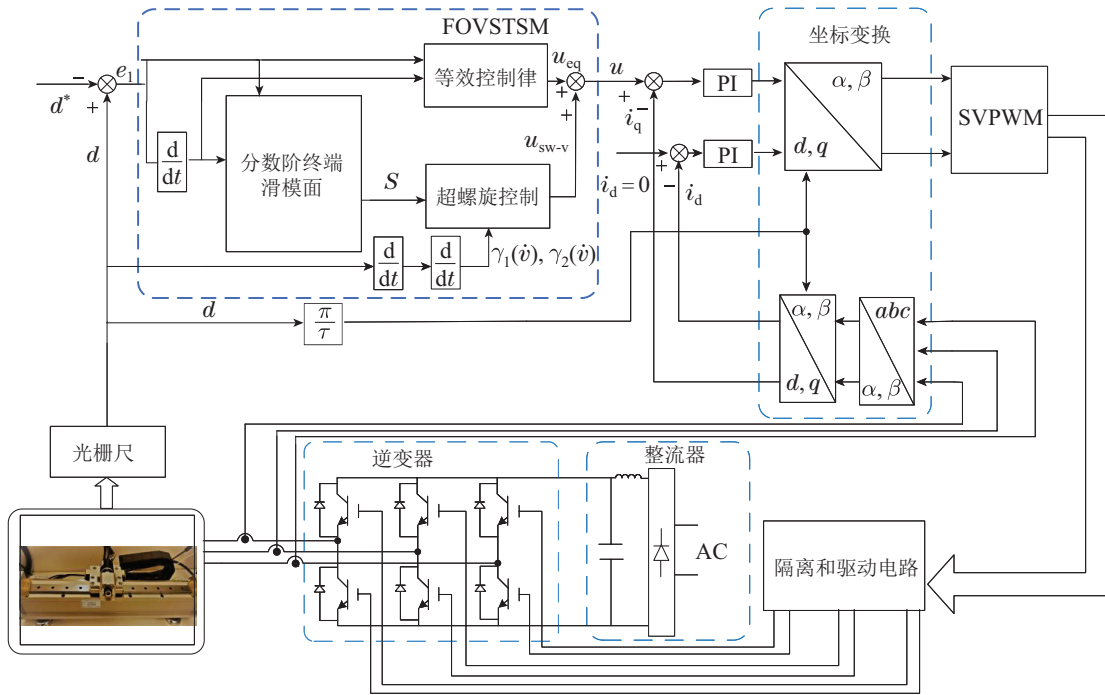 FOVSTSM
坐标变换
d*
−
+
e₁
d
d/dt
分数阶终端
滑模面
S
等效控制律
u_eq
+
+
u_sw-v
超螺旋控制
d/dt
d/dt
γ₁(v̇), γ₂(v̇)
u
+
−
i_q
PI
i_d = 0
+
−
i_d
PI
α, β
d, q
SVPWM
d
π/τ
α, β
d, q
abc
α, β
光栅尺
逆变器
整流器
AC
隔离和驱动电路